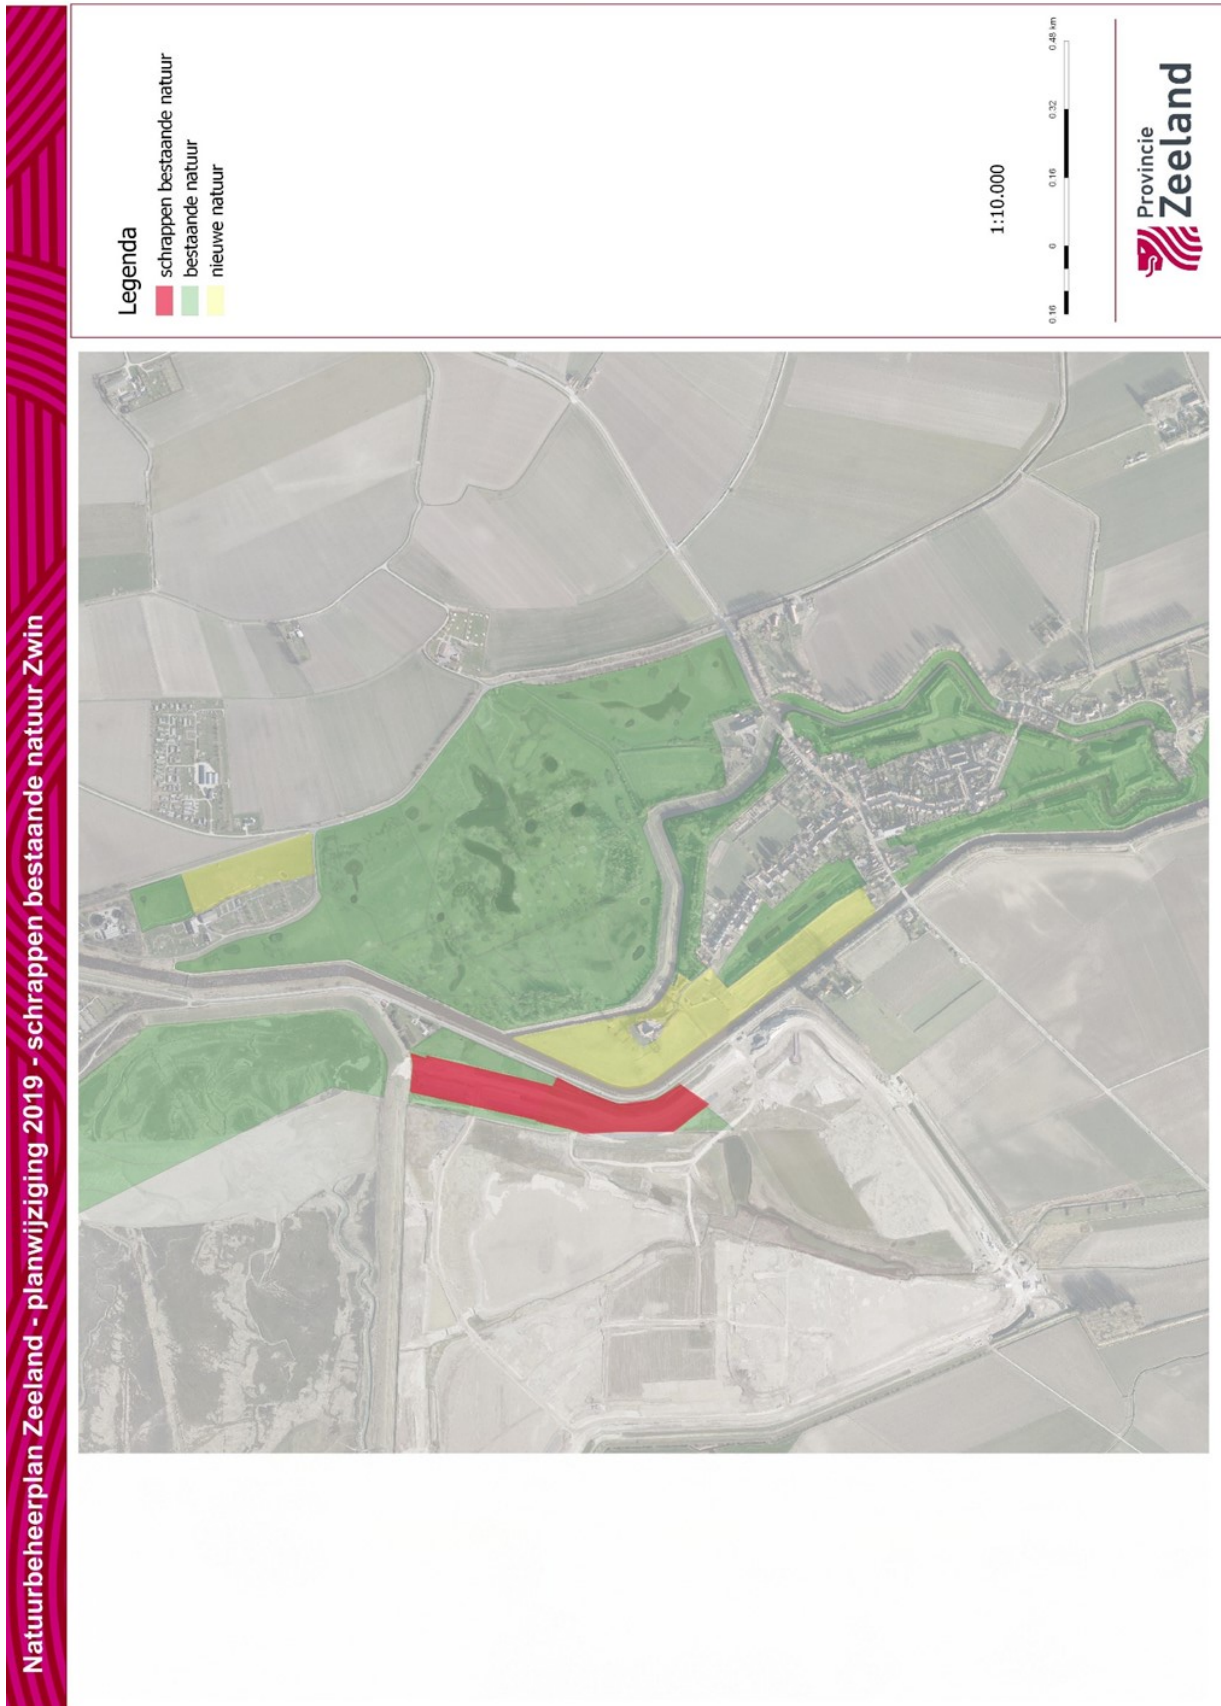 Natuurbeheerplan Zeeland - planwijziging 2019 - schrappen bestaande natuur Zwin
Legenda
schrappen bestaande natuur
bestaande natuur
nieuwe natuur
1:10.000
0.16 0 0.16 0.32 0.48 km
Provincie
Zeeland